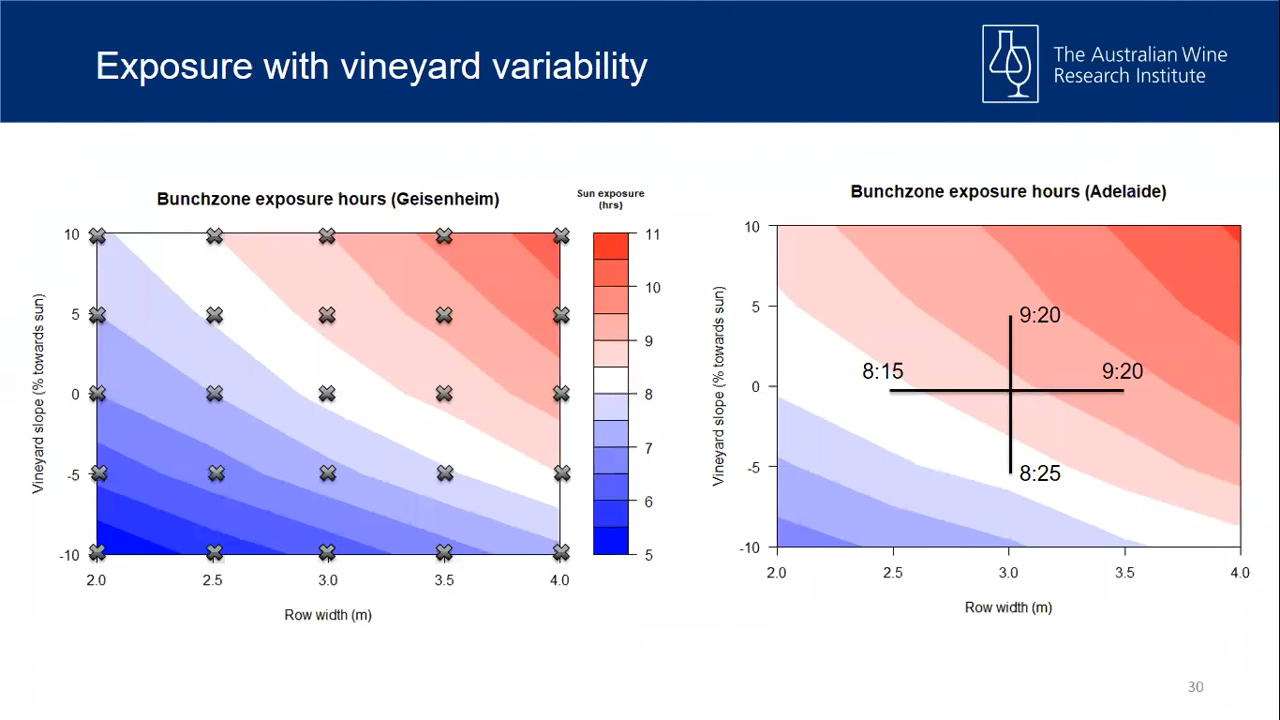 Exposure with vineyard variability
The Australian Wine
Research Institute
Bunchzone exposure hours (Geisenheim)
Sun exposure
(hrs)
10
5
0
-5
-10
Vineyard slope (% towards sun)
2.0 2.5 3.0 3.5 4.0
Row width (m)
11
10
9
8
7
6
5
Bunchzone exposure hours (Adelaide)
10
5
0
-5
-10
Vineyard slope (% towards sun)
9:20
8:15 9:20
8:25
2.0 2.5 3.0 3.5 4.0
Row width (m)
30